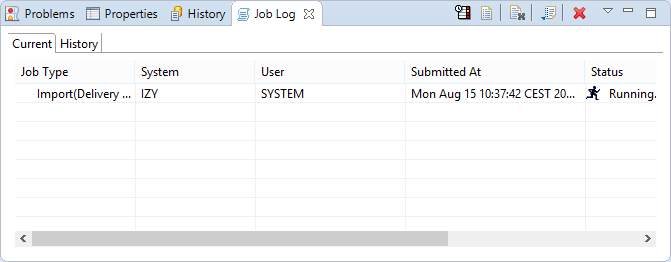 Problems Properties History Job Log
Current History
Job Type System User Submitted At Status
Import(Delivery ... IZY SYSTEM Mon Aug 15 10:37:42 CEST 20... Running.